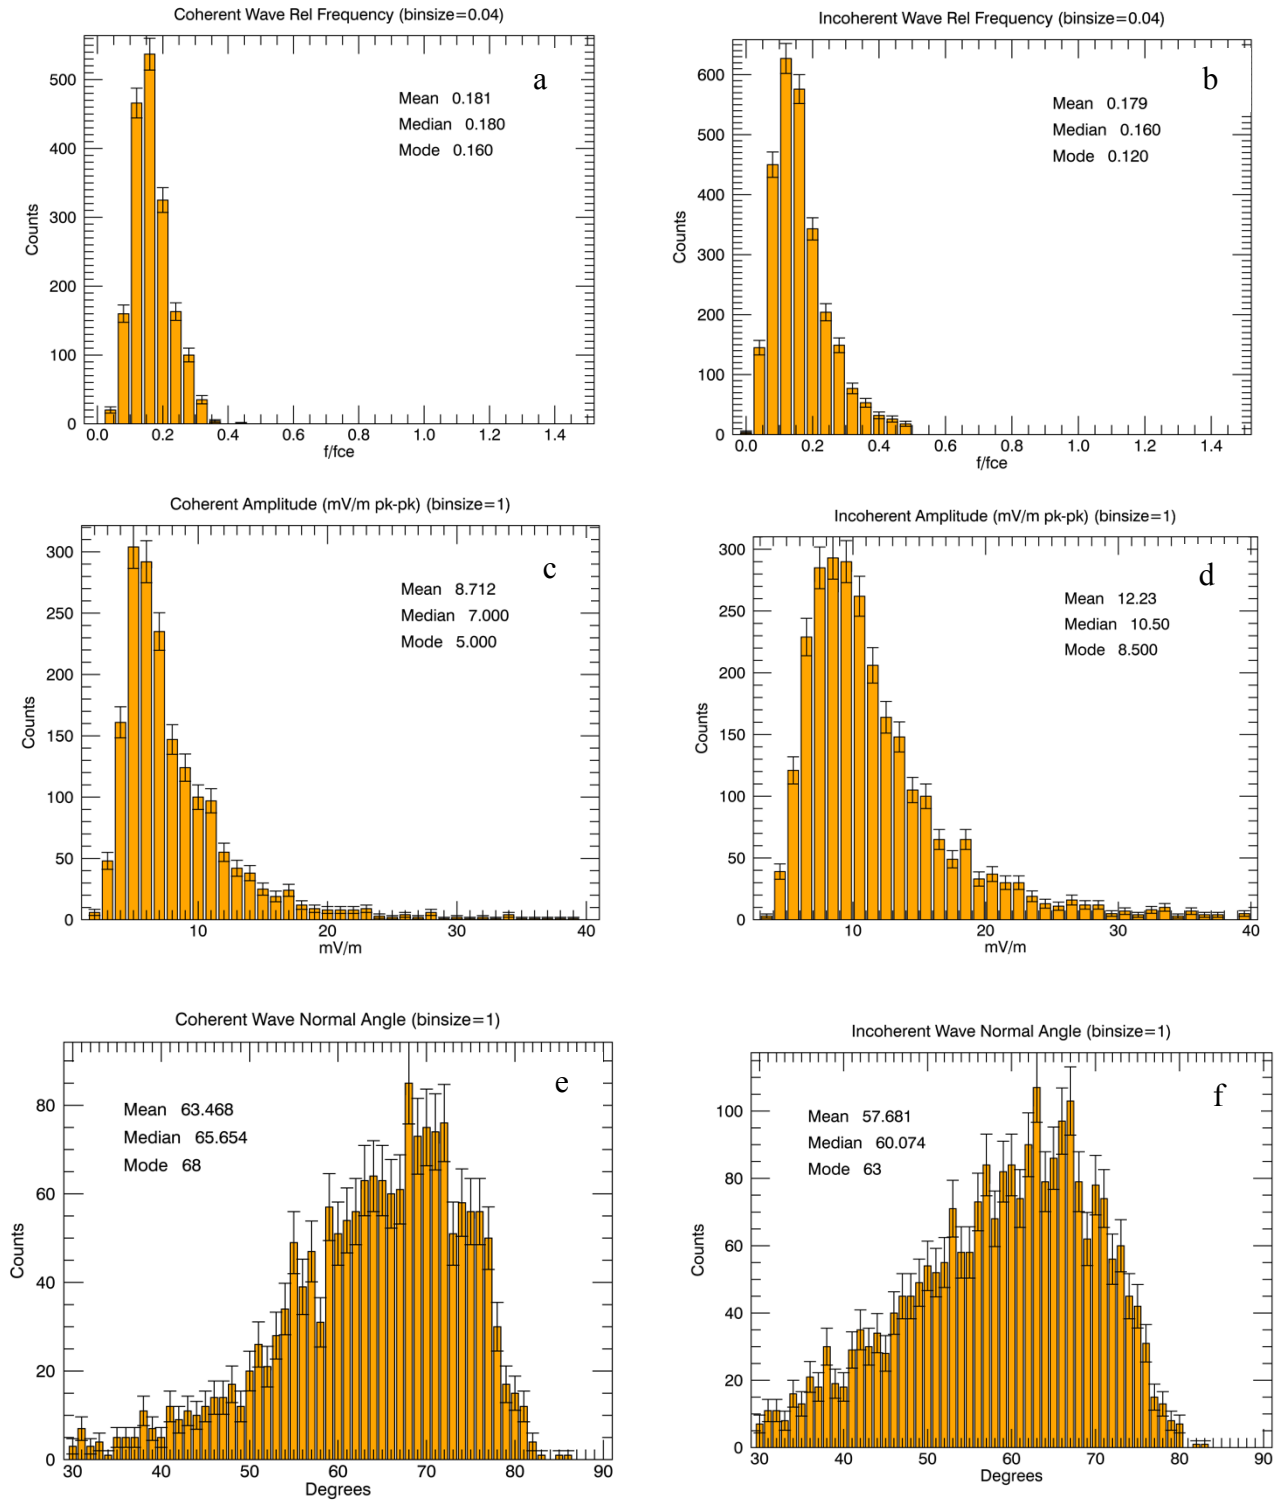 Coherent Wave Rel Frequency (binsize=0.04)
a
Mean 0.181
Median 0.180
Mode 0.160
500
400
300
200
100
0
Counts
0.0 0.2 0.4 0.6 0.8 1.0 1.2 1.4
f/fce
Incoherent Wave Rel Frequency (binsize=0.04)
b
Mean 0.179
Median 0.160
Mode 0.120
600
500
400
300
200
100
0
Counts
0.0 0.2 0.4 0.6 0.8 1.0 1.2 1.4
f/fce
Coherent Amplitude (mV/m pk-pk) (binsize=1)
c
Mean 8.712
Median 7.000
Mode 5.000
300
250
200
150
100
50
0
Counts
10 20 30 40
mV/m
Incoherent Amplitude (mV/m pk-pk) (binsize=1)
d
Mean 12.23
Median 10.50
Mode 8.500
300
250
200
150
100
50
0
Counts
10 20 30 40
mV/m
Coherent Wave Normal Angle (binsize=1)
e
Mean 63.468
Median 65.654
Mode 68
80
60
40
20
0
Counts
30 40 50 60 70 80 90
Degrees
Incoherent Wave Normal Angle (binsize=1)
f
Mean 57.681
Median 60.074
Mode 63
100
80
60
40
20
0
Counts
30 40 50 60 70 80 90
Degrees